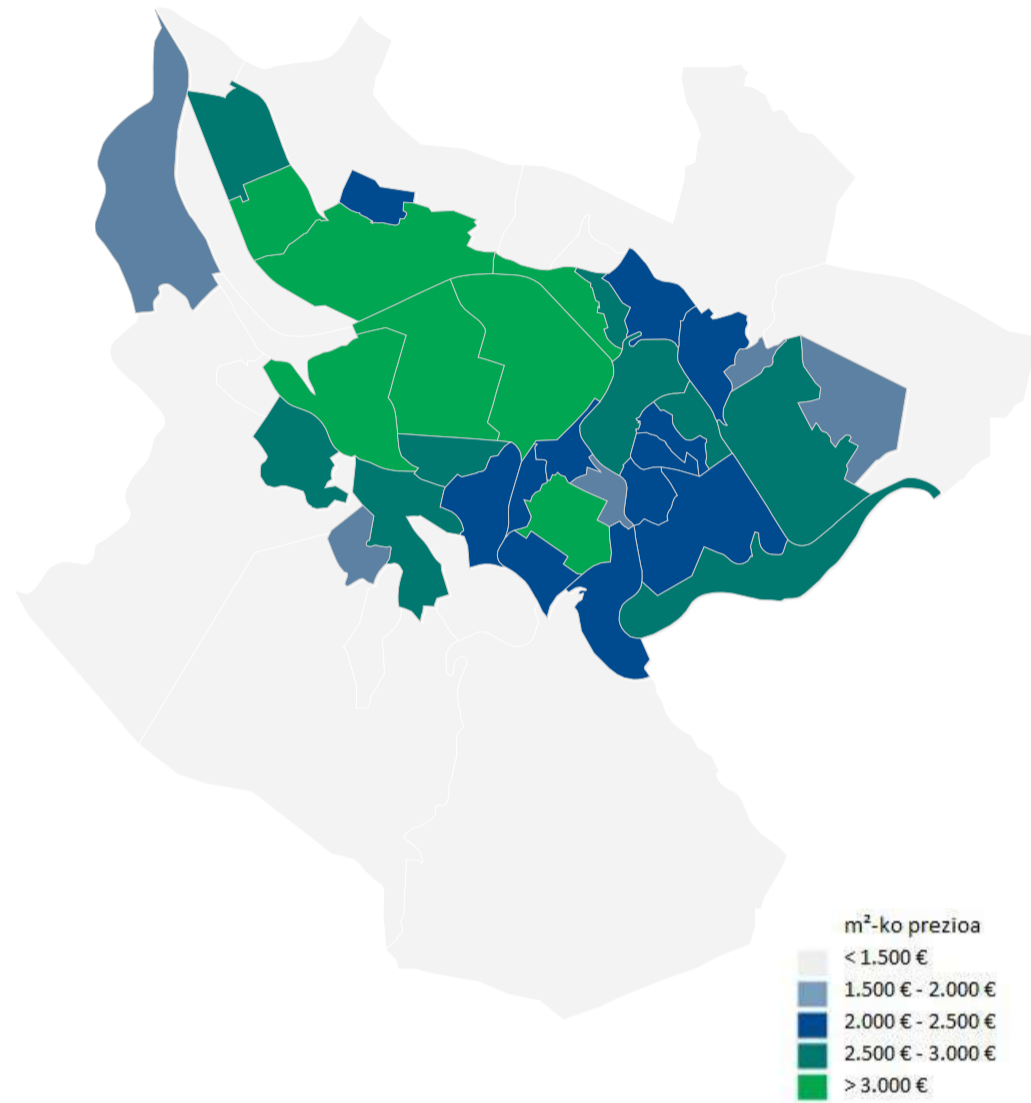 m²-ko prezioa
< 1.500 €
1.500 € - 2.000 €
2.000 € - 2.500 €
2.500 € - 3.000 €
> 3.000 €